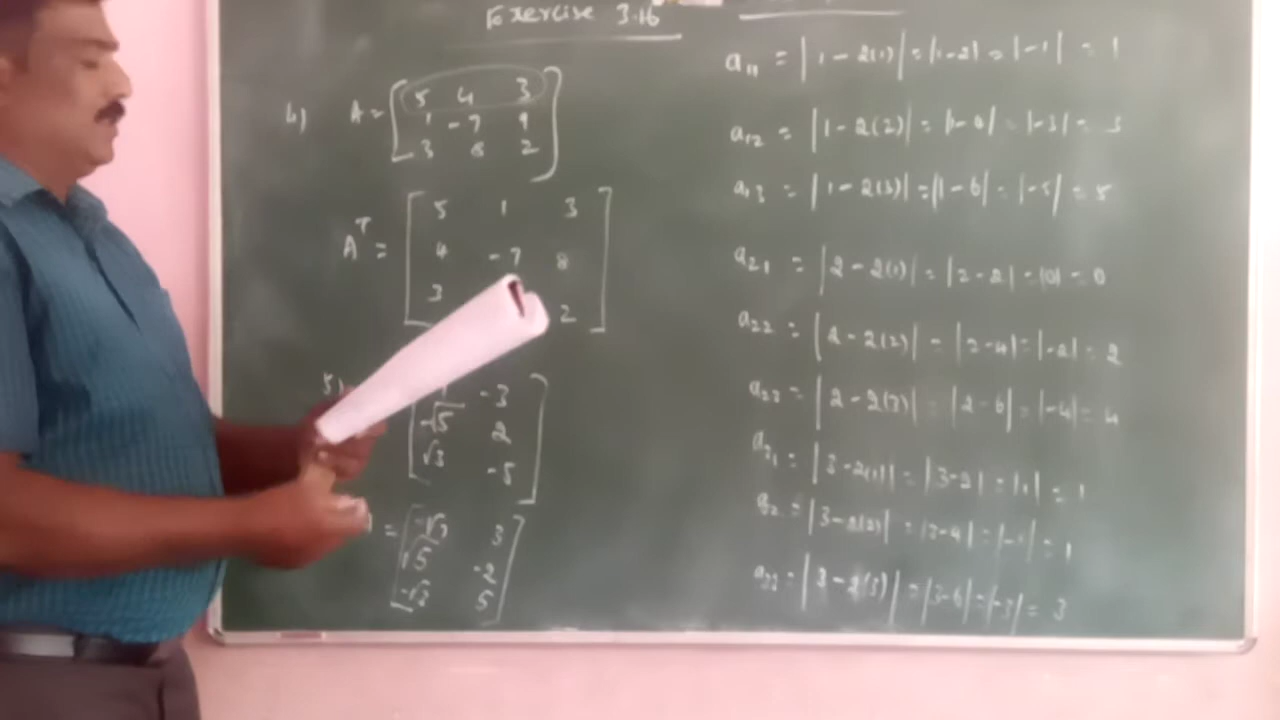 Exercise 3.16
4) A = [ 5 4 3
1 -7 9
3 8 2 ]
A^T = [ 5 1 3
4 -7 8
3 2 ]
5)
-3
-√5 2
√3 -5
= [ 3
√5 -2
-√3 5 ]
a11 = |1-2(1)| = |1-2| = |-1| = 1
a12 = |1-2(2)| = |1-4| = |-3| = 3
a13 = |1-2(3)| = |1-6| = |-5| = 5
a21 = |2-2(1)| = |2-2| = |0| = 0
a22 = |2-2(2)| = |2-4| = |-2| = 2
a23 = |2-2(3)| = |2-6| = |-4| = 4
a31 = |3-2(1)| = |3-2| = |1| = 1
a32 = |3-2(2)| = |3-4| = |-1| = 1
a33 = |3-2(3)| = |3-6| = |-3| = 3